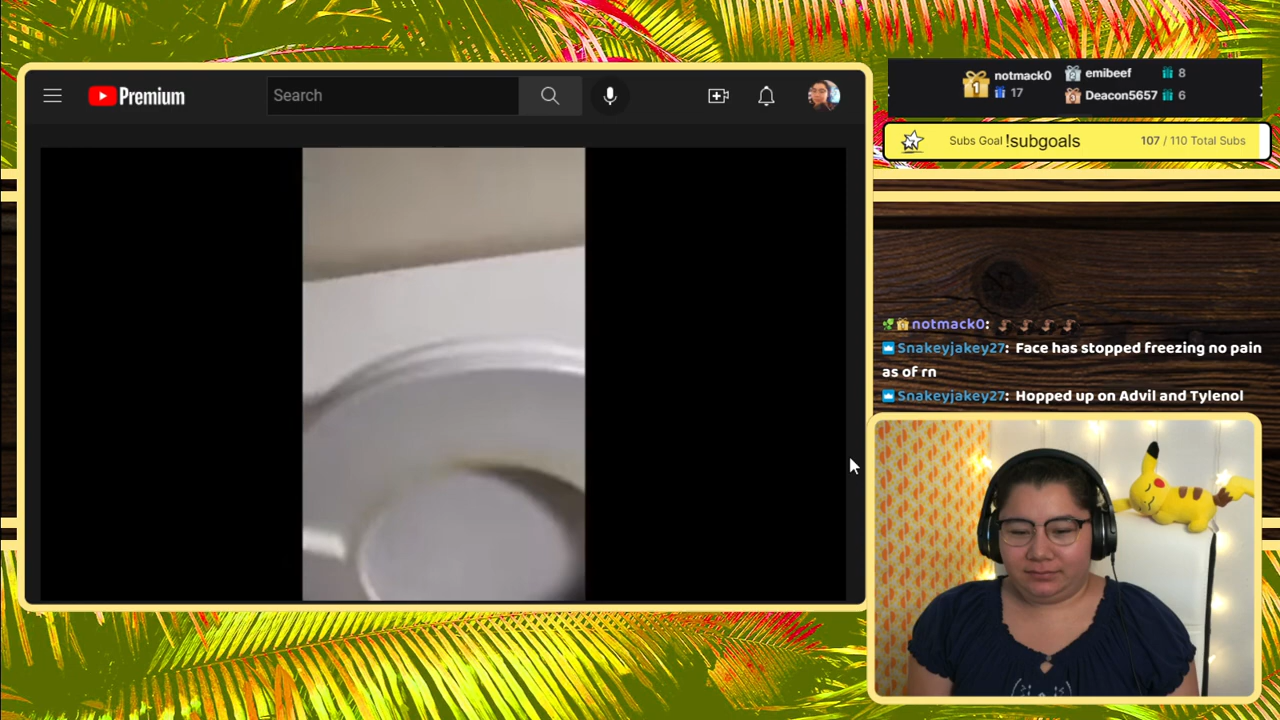 Premium
Search
notmack0
17
emibeef
8
Deacon5657
6
Subs Goal !subgoals
107 / 110 Total Subs
notmack0:
Snakeyjakey27: Face has stopped freezing no pain
as of rn
Snakeyjakey27: Hopped up on Advil and Tylenol